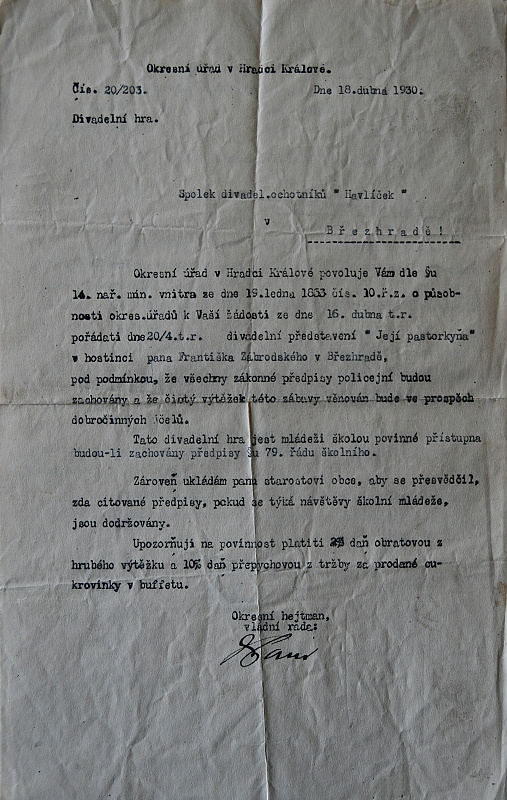 Okresní úřad v Hradci Králové.
Čís. 20/203. Dne 18.dubna 1930.
Divadelní hra.
Spolek divadel.ochotníků " Havlíček "
v
Břežhradě!
Okresní úřad v Hradci Králové povoluje Vám dle Šu
14. nař. min. vnitra ze dne 19.ledna 1853 čís. 10.ř.z. o působ-
nosti okres.úřadů k Vaší žádosti ze dne 16. dubna t.r.
pořádati dne20/4.t.r. divadelní představení " Její pastorkyňa"
v hostinci pana Františka Zábrodského v Březhradě,
pod podmínkou, že všechny zákonné předpisy policejní budou
zachovány a že čistý výtěžek této zábavy věnován bude ve prospěch
dobročinných účelů.
Tato divadelní hra jest mládeži školou povinné přístupna
budou-li zachovány předpisy Šu 79. řádu školního.
Zároveň ukládám panu starostovi obce, aby se přesvědčil,
zda citované předpisy, pokud se týká návštěvy školní mládeže,
jsou dodržovány.
Upozorňuji na povinnost platiti daň obratovou z
hrubého výtěžku a 10% daň přepychovou z tržby za prodané cu-
krovinky v buffetu.
Okresní hejtman,
vládní rada: